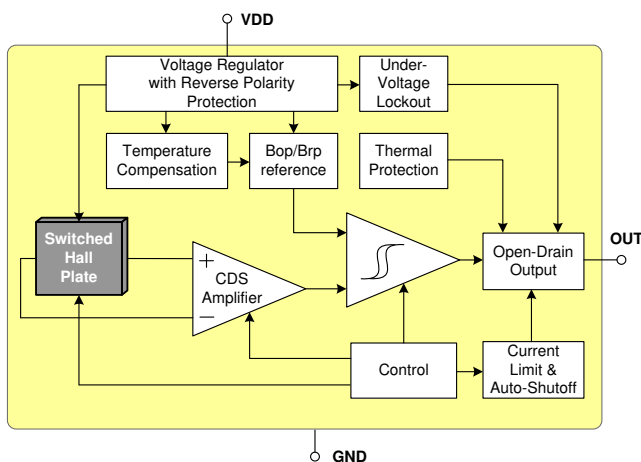 VDD
Voltage Regulator
with Reverse Polarity
Protection
Under-
Voltage
Lockout
Temperature
Compensation
Bop/Brp
reference
Thermal
Protection
Switched
Hall
Plate
+
CDS
Amplifier
−
Open-Drain
Output
OUT
Control
Current
Limit &
Auto-Shutoff
GND